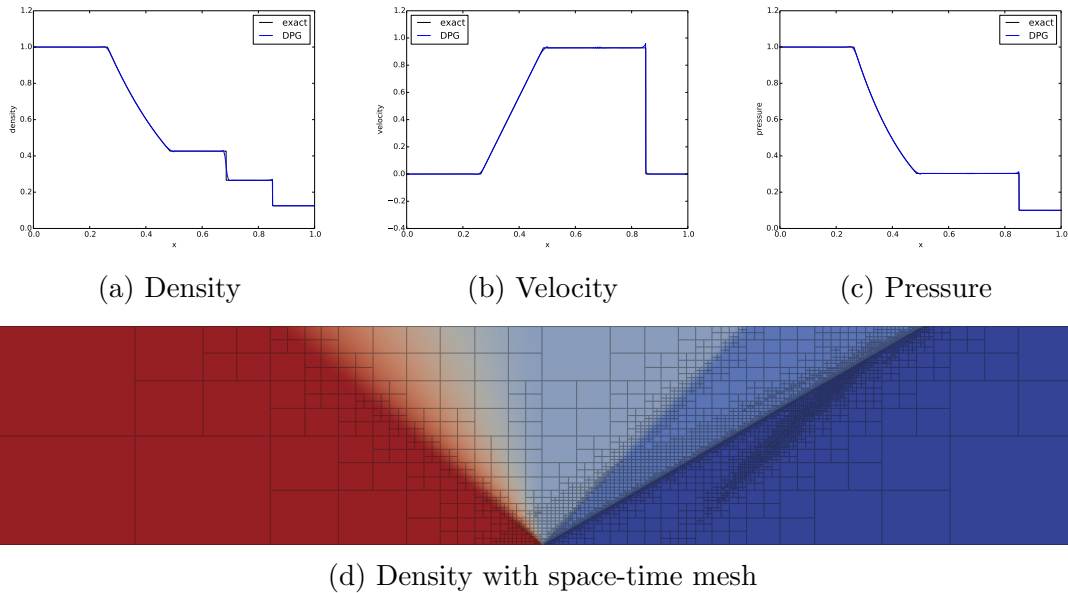 1.2
1.0
0.8
0.6
0.4
0.2
0.0
0.0 0.2 0.4 0.6 0.8 1.0
density
x
exact
DPG
(a) Density
1.2
1.0
0.8
0.6
0.4
0.2
0.0
−0.2
−0.4
0.0 0.2 0.4 0.6 0.8 1.0
velocity
x
exact
DPG
(b) Velocity
1.2
1.0
0.8
0.6
0.4
0.2
0.0
0.0 0.2 0.4 0.6 0.8 1.0
pressure
x
exact
DPG
(c) Pressure
(d) Density with space-time mesh